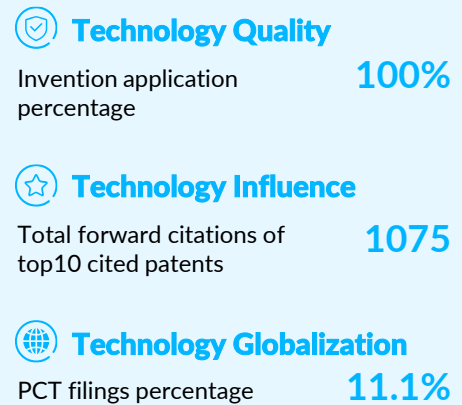 Technology Quality
Invention application
percentage
100%
Technology Influence
Total forward citations of
top10 cited patents
1075
Technology Globalization
PCT filings percentage
11.1%